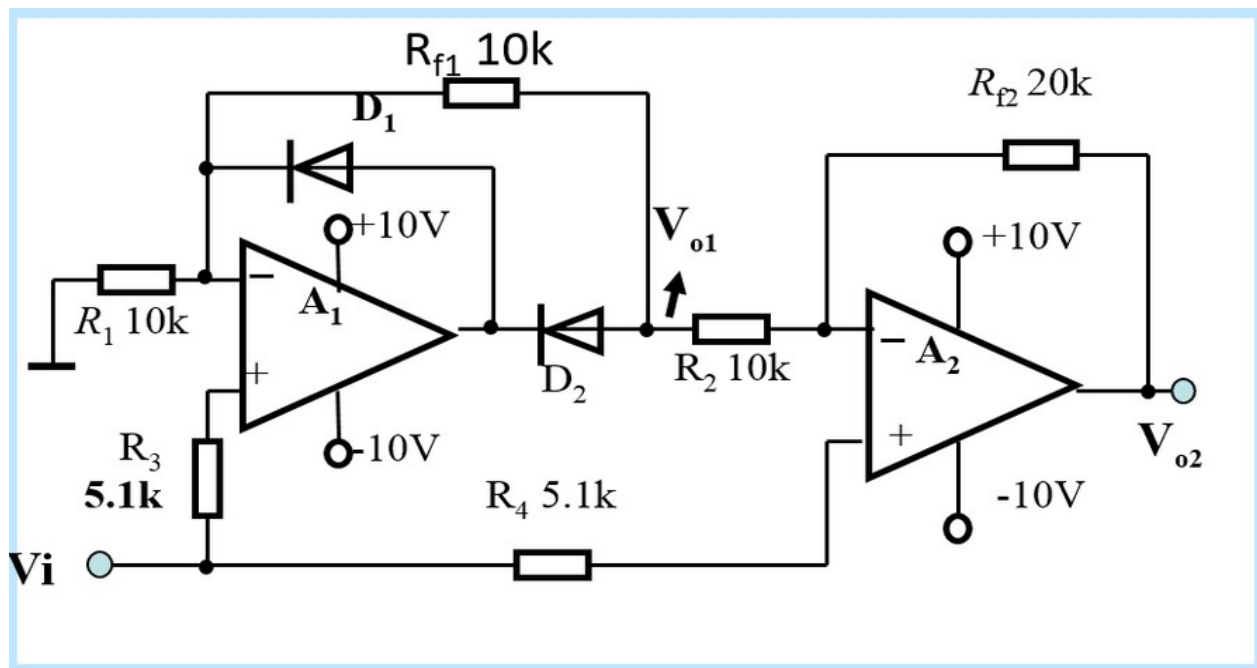 Rf1 10k
D1
Rf2 20k
+10V
Vo1
+10V
−
A1
R1 10k
−
A2
+
D2
R2 10k
+
Vo2
R3
5.1k
-10V
R4 5.1k
-10V
Vi